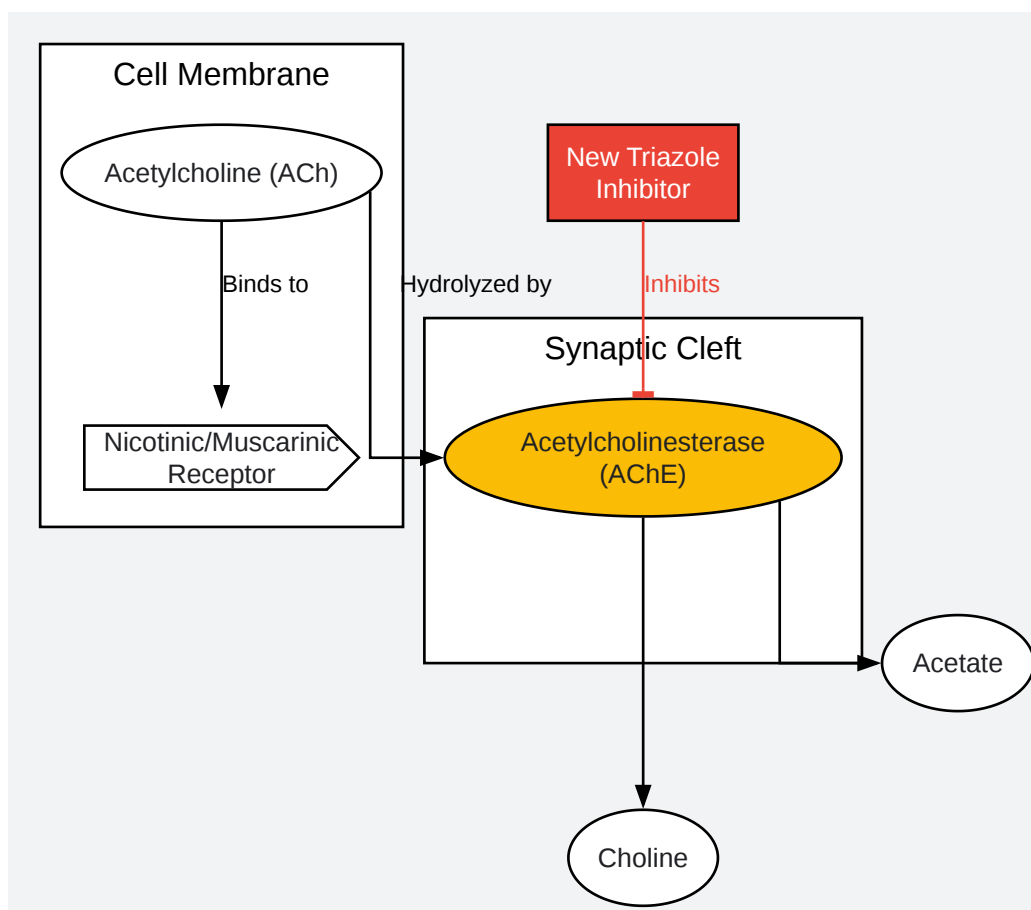 Cell Membrane
Acetylcholine (ACh)
New Triazole
Inhibitor
Binds to
Hydrolyzed by
Inhibits
Synaptic Cleft
Nicotinic/Muscarinic
Receptor
Acetylcholinesterase
(AChE)
Acetate
Choline